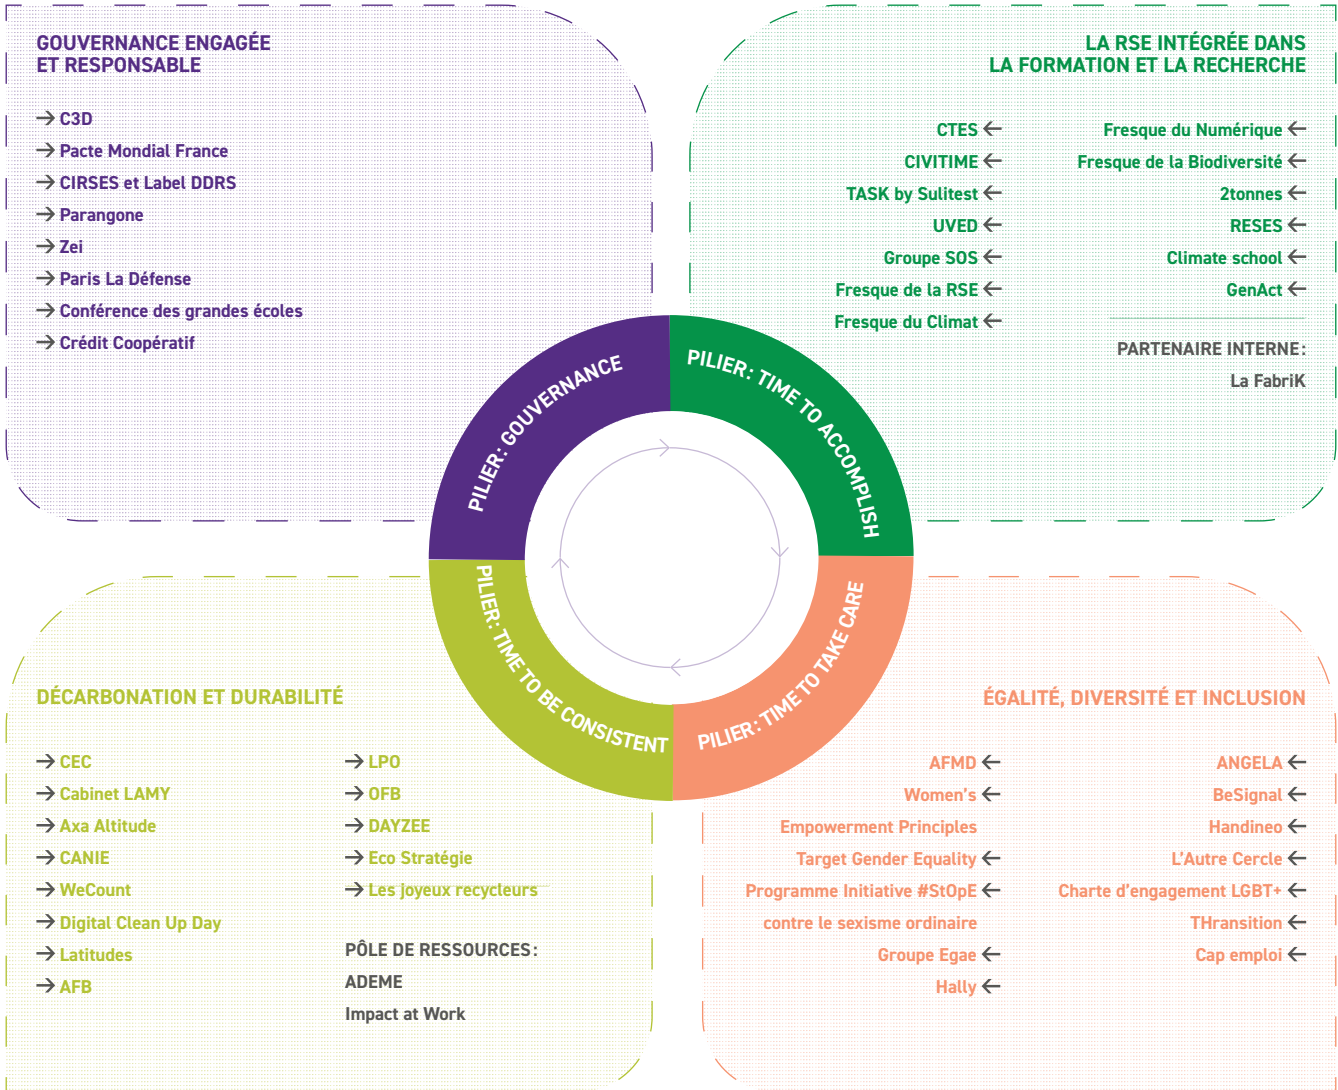 GOUVERNANCE ENGAGÉE
ET RESPONSABLE
→ C3D
→ Pacte Mondial France
→ CIRSES et Label DDRS
→ Parangone
→ Zei
→ Paris La Défense
→ Conférence des grandes écoles
→ Crédit Coopératif
LA RSE INTÉGRÉE DANS
LA FORMATION ET LA RECHERCHE
CTES ←
CIVITIME ←
TASK by Sulitest ←
UVED ←
Groupe SOS ←
Fresque de la RSE ←
Fresque du Climat ←
Fresque du Numérique ←
Fresque de la Biodiversité ←
2tonnes ←
RESES ←
Climate school ←
GenAct ←
PARTENAIRE INTERNE :
La FabriK
PILIER : GOUVERNANCE
PILIER : TIME TO ACCOMPLISH
PILIER : TIME TO BE CONSISTENT
PILIER : TIME TO TAKE CARE
DÉCARBONATION ET DURABILITÉ
→ CEC
→ Cabinet LAMY
→ Axa Altitude
→ CANIE
→ WeCount
→ Digital Clean Up Day
→ Latitudes
→ AFB
→ LPO
→ OFB
→ DAYZEE
→ Eco Stratégie
→ Les joyeux recycleurs
PÔLE DE RESSOURCES :
ADEME
Impact at Work
ÉGALITÉ, DIVERSITÉ ET INCLUSION
AFMD ←
Women's ←
Empowerment Principles
Target Gender Equality ←
Programme Initiative #StOpE ←
contre le sexisme ordinaire
Groupe Egae ←
Hally ←
ANGELA ←
BeSignal ←
Handineo ←
L'Autre Cercle ←
Charte d'engagement LGBT+ ←
THransition ←
Cap emploi ←